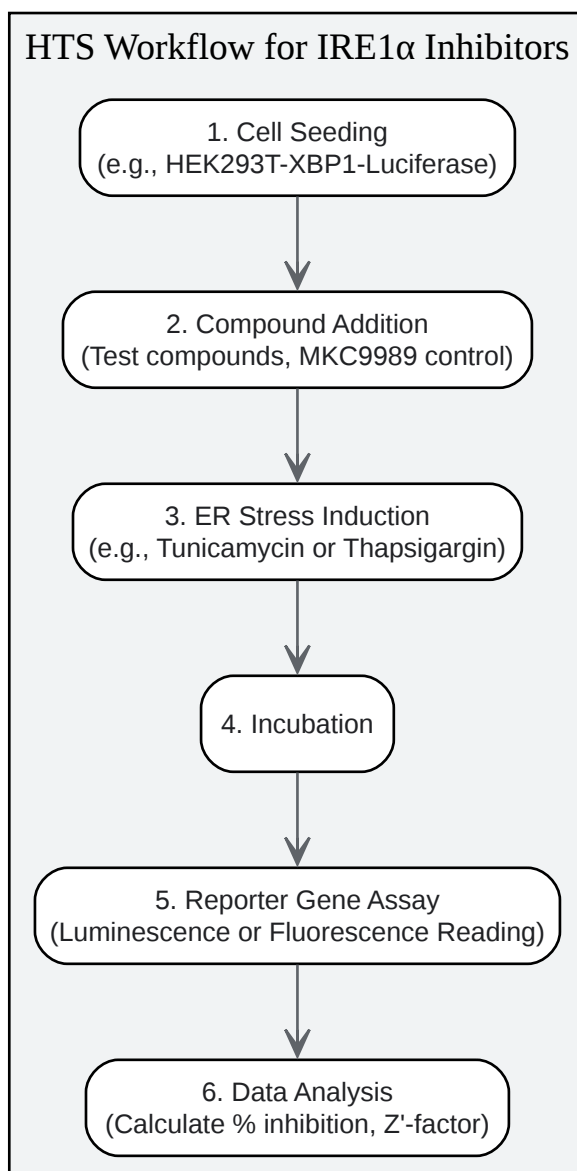 HTS Workflow for IRE1α Inhibitors
1. Cell Seeding
(e.g., HEK293T-XBP1-Luciferase)
2. Compound Addition
(Test compounds, MKC9989 control)
3. ER Stress Induction
(e.g., Tunicamycin or Thapsigargin)
4. Incubation
5. Reporter Gene Assay
(Luminescence or Fluorescence Reading)
6. Data Analysis
(Calculate % inhibition, Z'-factor)